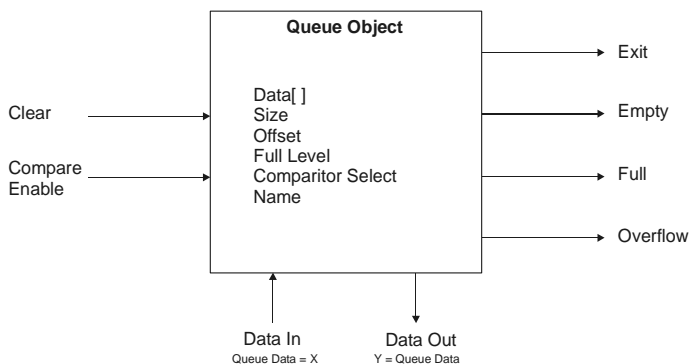 Queue Object
Exit
Data[ ]
Clear
Size
Empty
Offset
Full Level
Compare
Enable
Comparitor Select
Full
Name
Overflow
Data In
Queue Data = X
Data Out
Y = Queue Data